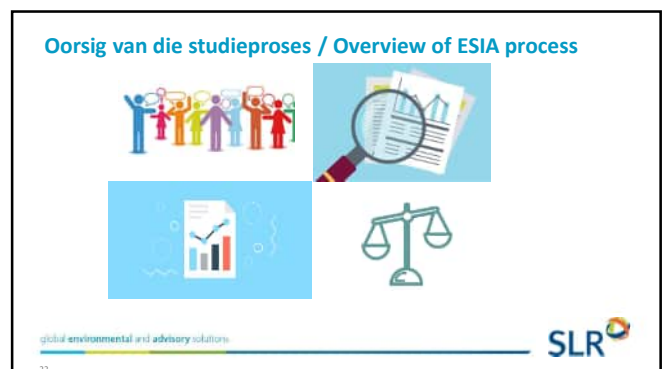 Oorsig van die studieproses / Overview of ESIA process
global environmental and advisory solutions
SLR